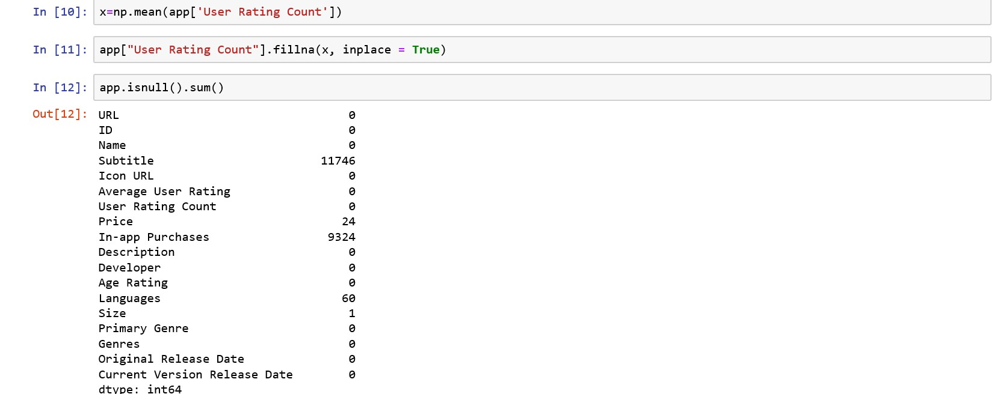 In [10]: x=np.mean(app['User Rating Count'])
In [11]: app["User Rating Count"].fillna(x, inplace = True)
In [12]: app.isnull().sum()
Out[12]: URL 0
ID 0
Name 0
Subtitle 11746
Icon URL 0
Average User Rating 0
User Rating Count 0
Price 24
In-app Purchases 9324
Description 0
Developer 0
Age Rating 0
Languages 60
Size 1
Primary Genre 0
Genres 0
Original Release Date 0
Current Version Release Date 0
dtype: int64